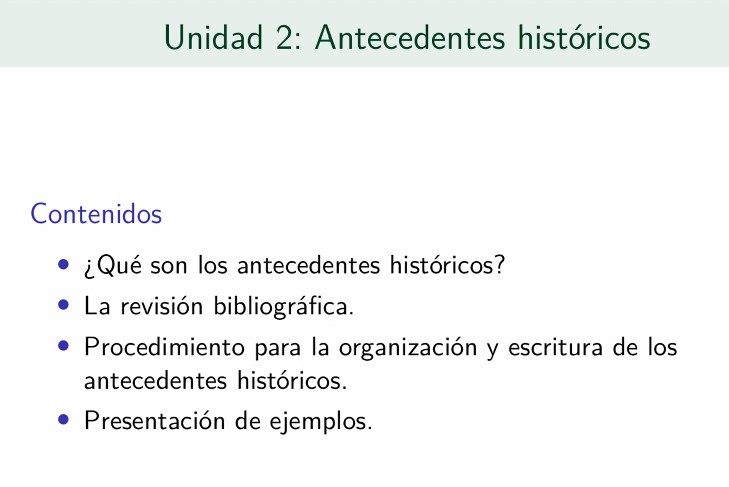 Unidad 2: Antecedentes históricos
Contenidos
• ¿Qué son los antecedentes históricos?
• La revisión bibliográfica.
• Procedimiento para la organización y escritura de los
antecedentes históricos.
• Presentación de ejemplos.